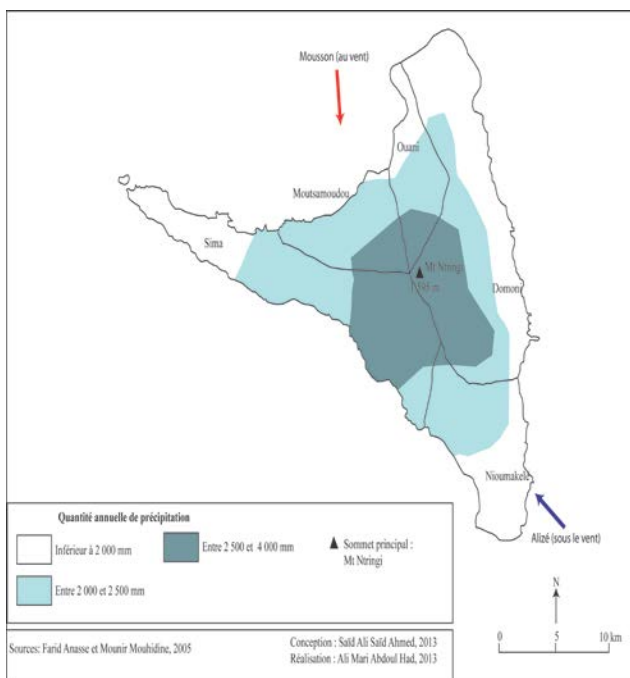 Mousson (au vent)
Ouani
Moutsamoudou
Sima
Mt Ntringi
Domoni
Nioumakelé
Alizé (sous le vent)
Quantité annuelle de précipitation
Inférieur à 2 000 mm
Entre 2 500 et 4 000 mm
Sommet principal :
Mt Ntringi
Entre 2 000 et 2 500 mm
N
0 5 10 km
Sources: Farid Anasse et Mounir Mouhidine, 2005
Conception : Saïd Ali Saïd Ahmed, 2013
Réalisation : Ali Mari Abdoul Had, 2013